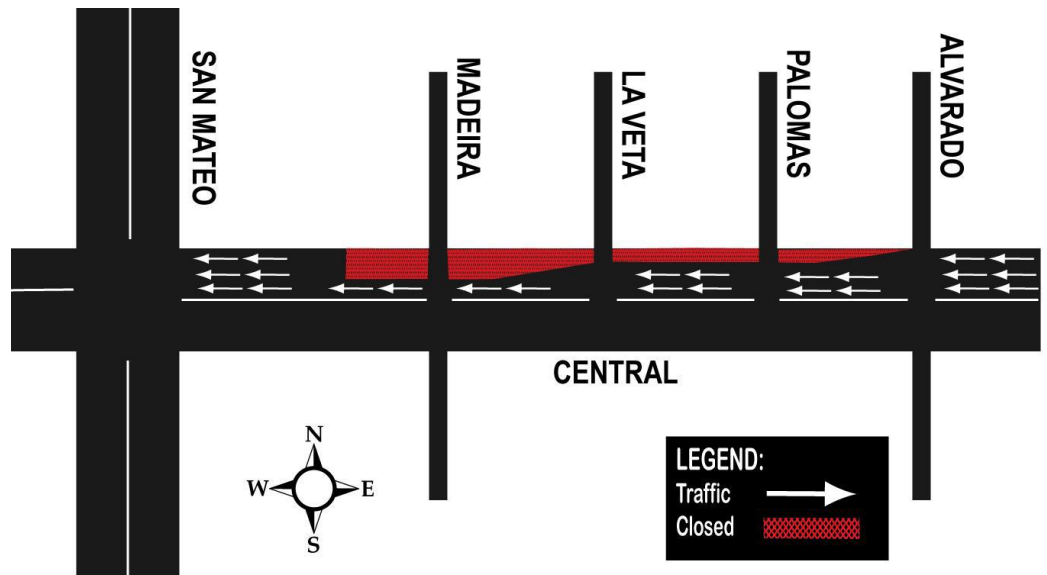 SAN MATEO
MADEIRA
LA VETA
PALOMAS
ALVARADO
CENTRAL
N
W
E
S
LEGEND:
Traffic
Closed